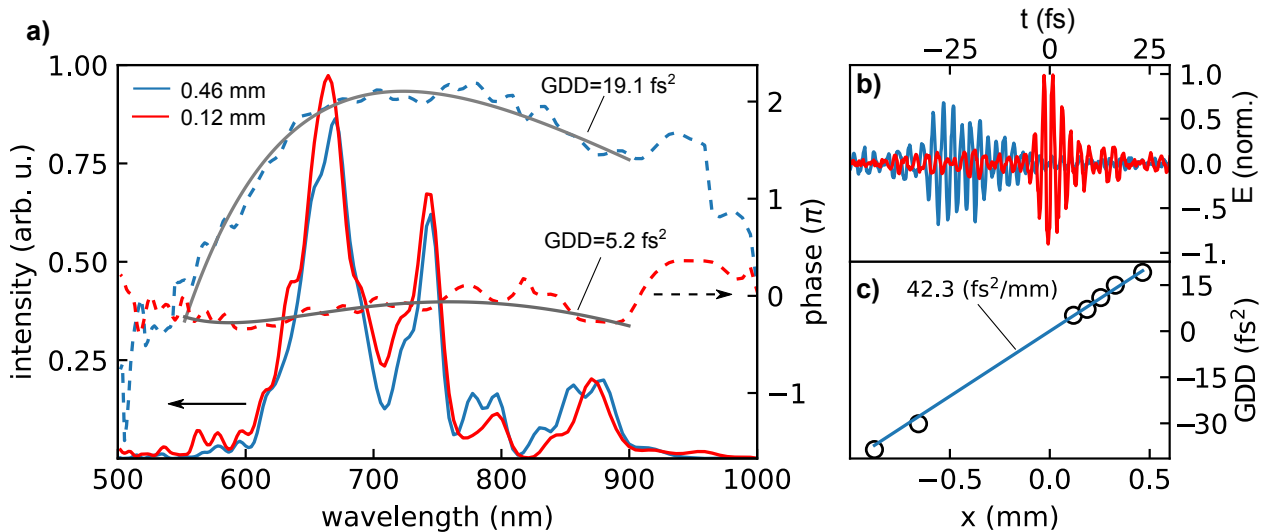 a)
1.00
0.75
0.50
0.25
intensity (arb. u.)
0.46 mm
0.12 mm
GDD=19.1 fs²
GDD=5.2 fs²
2
1
0
−1
phase (π)
500 600 700 800 900 1000
wavelength (nm)
t (fs)
−25 0 25
b)
1.0
0.5
0.0
−.5
−1.
E (norm.)
c)
42.3 (fs²/mm)
15
0
−15
−30
GDD (fs²)
−0.5 0.0 0.5
x (mm)